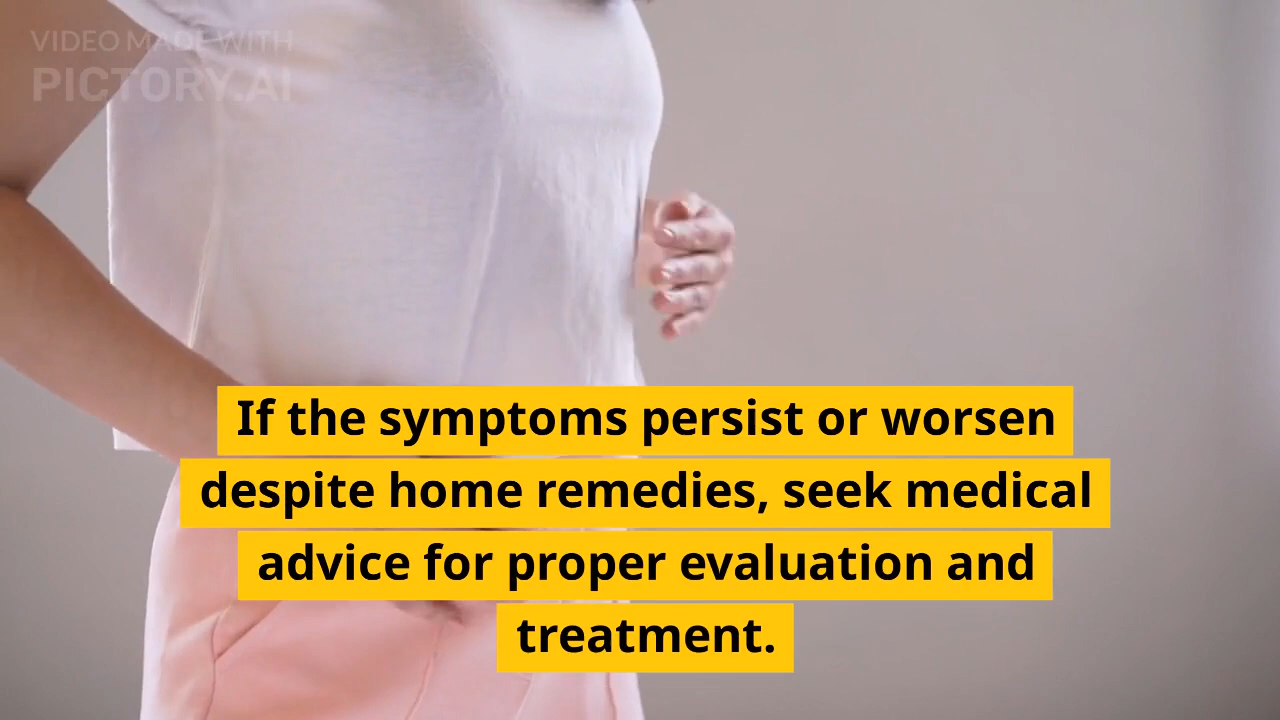 VIDEO MADE WITH
PICTORY.AI
If the symptoms persist or worsen
despite home remedies, seek medical
advice for proper evaluation and
treatment.